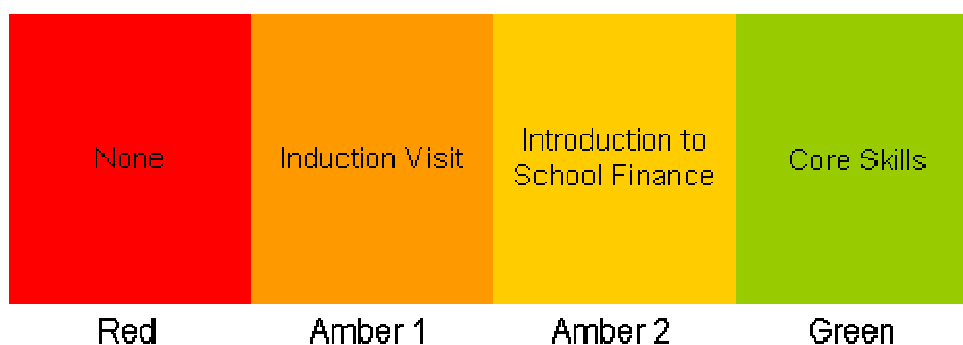 None
Induction Visit
Introduction to
School Finance
Core Skills
Red
Amber 1
Amber 2
Green